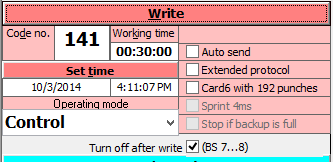 Write
Code no. 141 Working time 00:30:00
Auto send
Extended protocol
Set time
Card6 with 192 punches
10/3/2014 4:11:07 PM
Sprint 4ms
Operating mode
Stop if backup is full
Control
Turn off after write (BS 7...8)